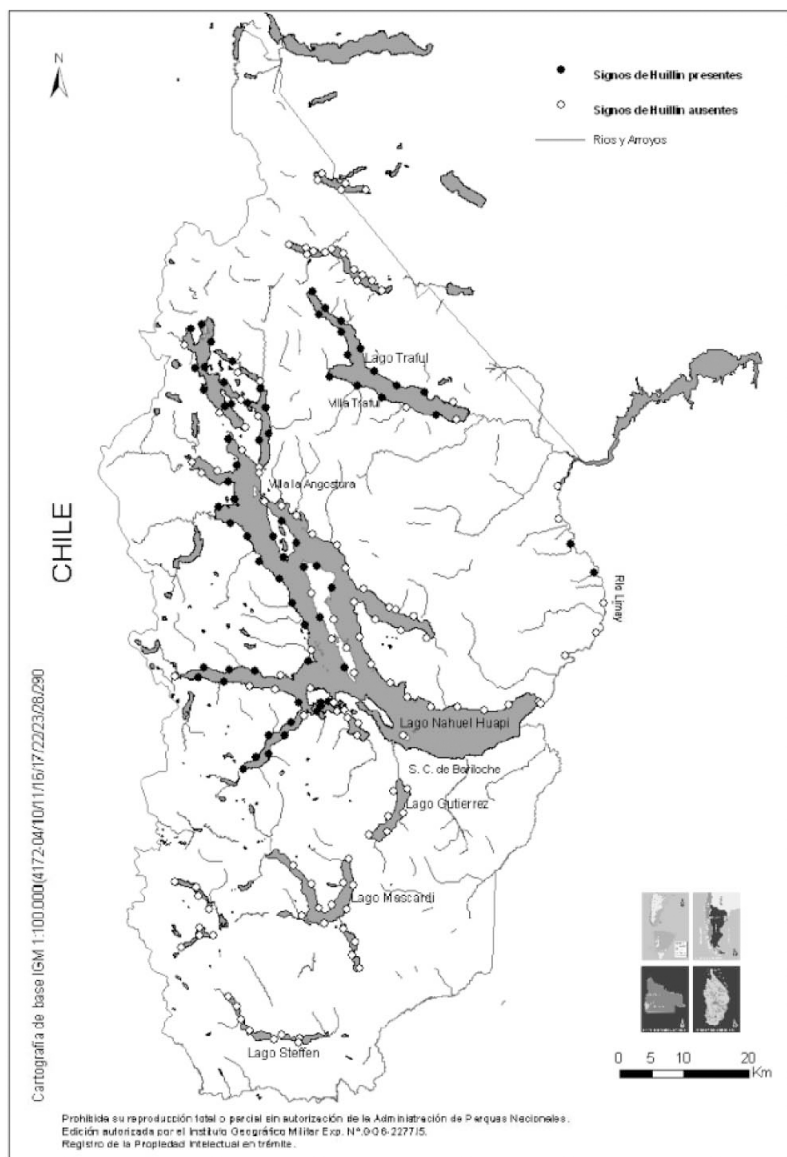 N
Signos de Huillín presentes
Signos de Huillín ausentes
Ríos y Arroyos
Lago Traful
Villa Traful
Villa la Angostura
CHILE
Río Limay
Lago Nahuel Huapi
S. C. de Bariloche
Lago Gutierrez
Lago Mascardi
Lago Steffen
Cartografía de base IGM 1:100.000(4172-04/10/11/16/17/22/23/28/290
0 5 10 20
Km
Prohibida su reproducción total o parcial sin autorización de la Administración de Parques Nacionales.
Edición autorizada por el Instituto Geográfico Militar Exp. Nº.GG6-2277/5.
Registro de la Propiedad Intelectual en trámite.